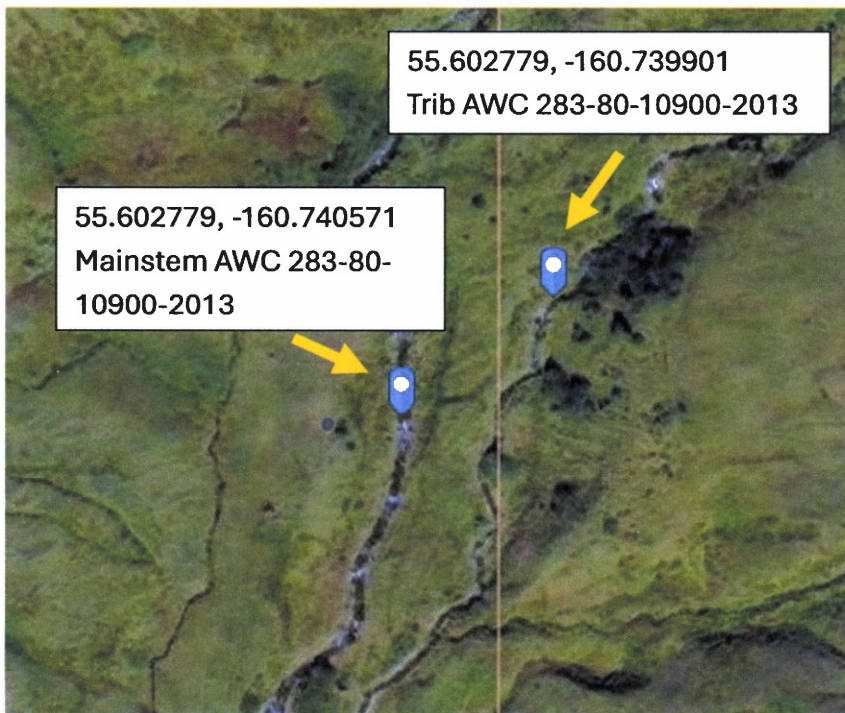 55.602779, -160.739901
Trib AWC 283-80-10900-2013
55.602779, -160.740571
Mainstem AWC 283-80-
10900-2013